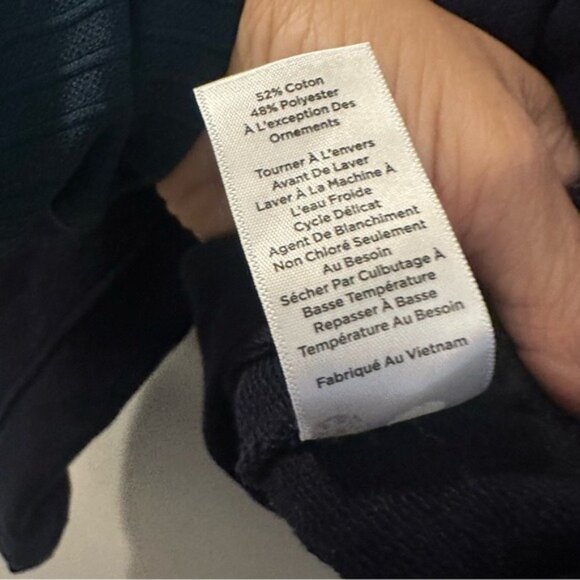 52% Coton
48% Polyester
À L'exception Des
Ornements
Tourner À L'envers
Avant De Laver
Laver À La Machine À
L'eau Froide
Cycle Délicat
Agent De Blanchiment
Non Chloré Seulement
Au Besoin
Sécher Par Culbutage À
Basse Température
Repasser À Basse
Température Au Besoin
Fabriqué Au Vietnam